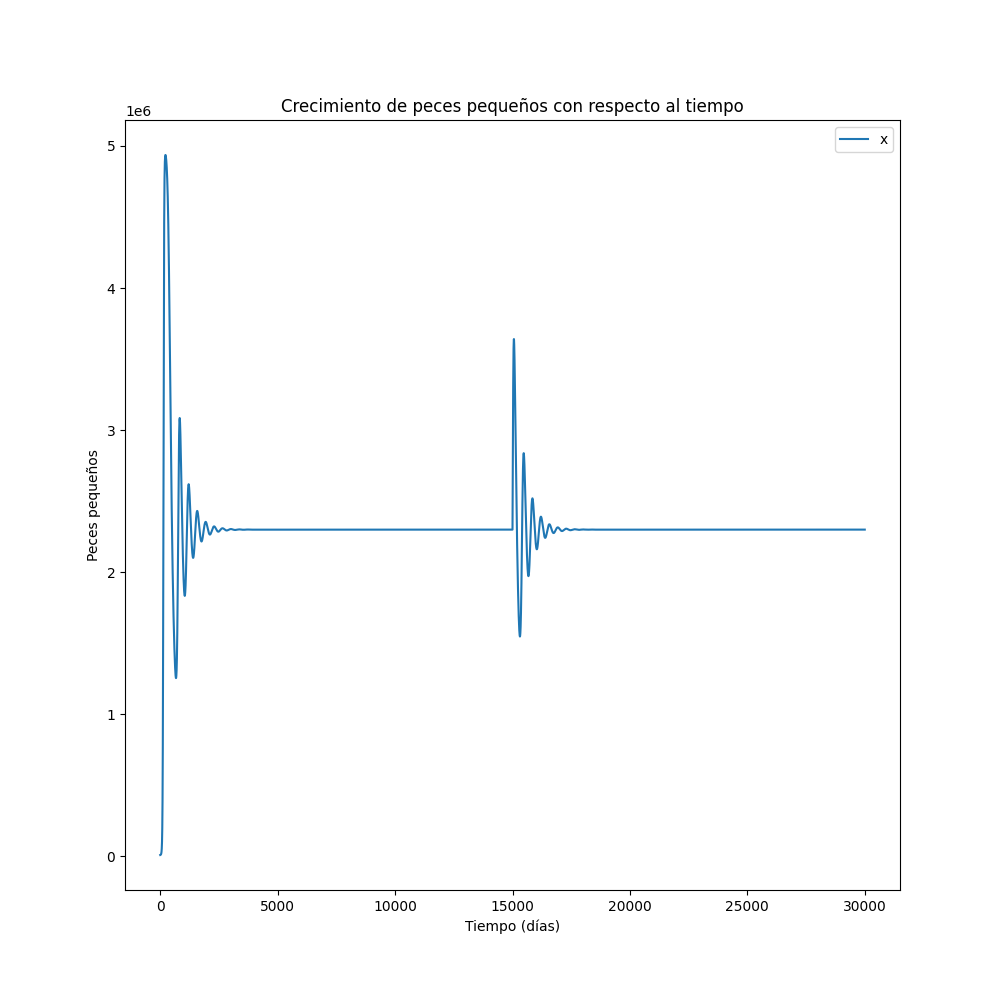 Crecimiento de peces pequeños con respecto al tiempo
1e6
x
5
4
3
2
1
0
Peces pequeños
0 5000 10000 15000 20000 25000 30000
Tiempo (días)